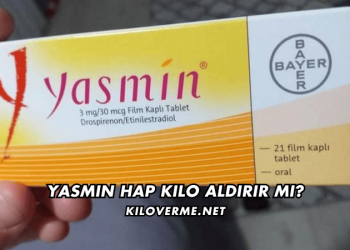 yasmin®
3 mg/30 mcg Film Kaplı Tablet
Drospirenon/Etinilestradiol
BAYER
BAYER
21 film kaplı
tablet
oral
YASMIN HAP KILO ALDIRIR MI?
KILOVERME.NET